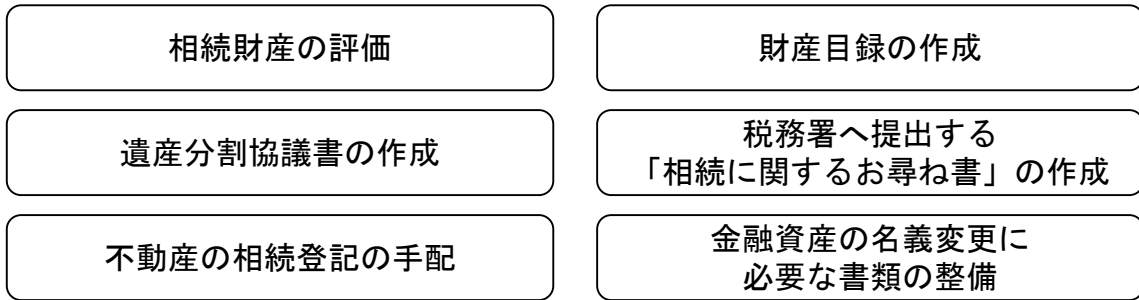 相続財産の評価
財産目録の作成
遺産分割協議書の作成
税務署へ提出する
「相続に関するお尋ね書」の作成
不動産の相続登記の手配
金融資産の名義変更に
必要な書類の整備